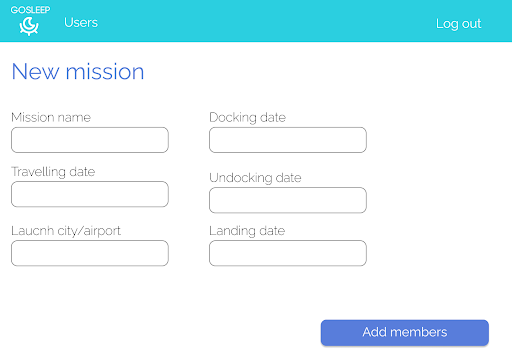 GOSLEEP
Users
Log out
New mission
Mission name
Docking date
Travelling date
Undocking date
Laucnh city/airport
Landing date
Add members